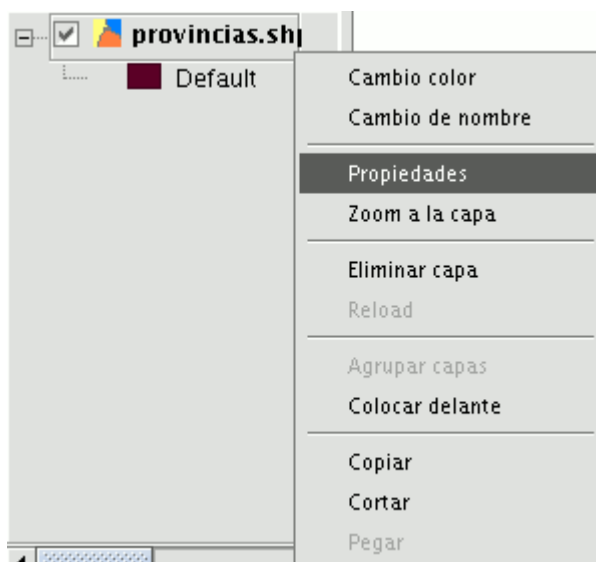 provincias.shp
Default
Cambio color
Cambio de nombre
Propiedades
Zoom a la capa
Eliminar capa
Reload
Agrupar capas
Colocar delante
Copiar
Cortar
Pegar